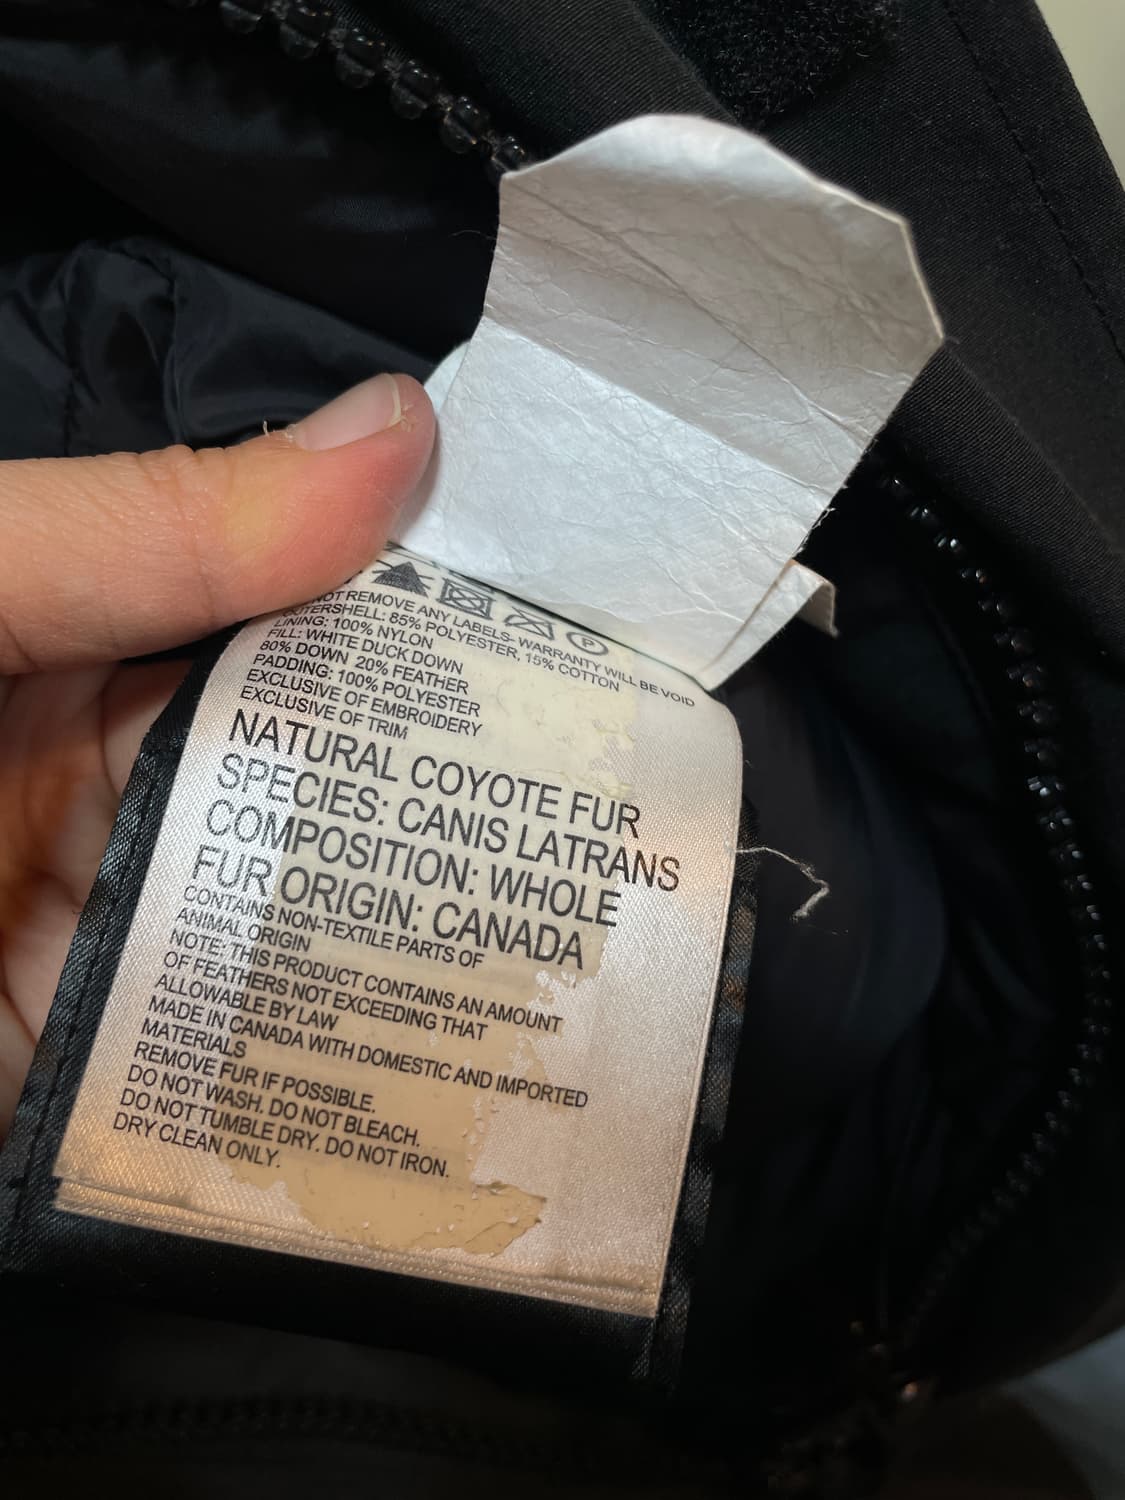 NOT REMOVE ANY LABELS- WARRANTY WILL BE VOID
OUTERSHELL: 85% POLYESTER, 15% COTTON
LINING: 100% NYLON
FILL: WHITE DUCK DOWN
80% DOWN 20% FEATHER
PADDING: 100% POLYESTER
EXCLUSIVE OF EMBROIDERY
EXCLUSIVE OF TRIM
NATURAL COYOTE FUR
SPECIES: CANIS LATRANS
COMPOSITION: WHOLE
FUR ORIGIN: CANADA
CONTAINS NON-TEXTILE PARTS OF
ANIMAL ORIGIN
NOTE: THIS PRODUCT CONTAINS AN AMOUNT
OF FEATHERS NOT EXCEEDING THAT
ALLOWABLE BY LAW
MADE IN CANADA WITH DOMESTIC AND IMPORTED
MATERIALS
REMOVE FUR IF POSSIBLE.
DO NOT WASH. DO NOT BLEACH.
DO NOT TUMBLE DRY. DO NOT IRON.
DRY CLEAN ONLY.